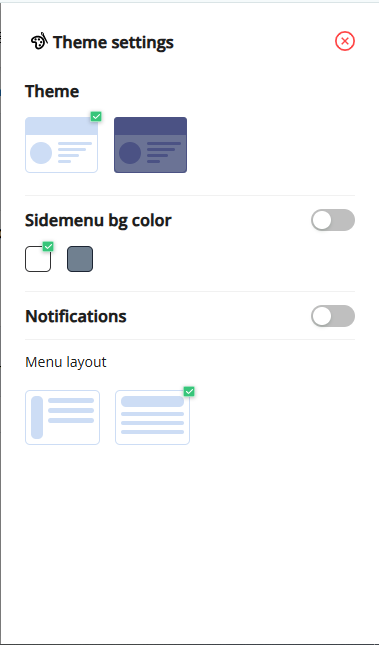 Theme settings
Theme
Sidemenu bg color
Notifications
Menu layout